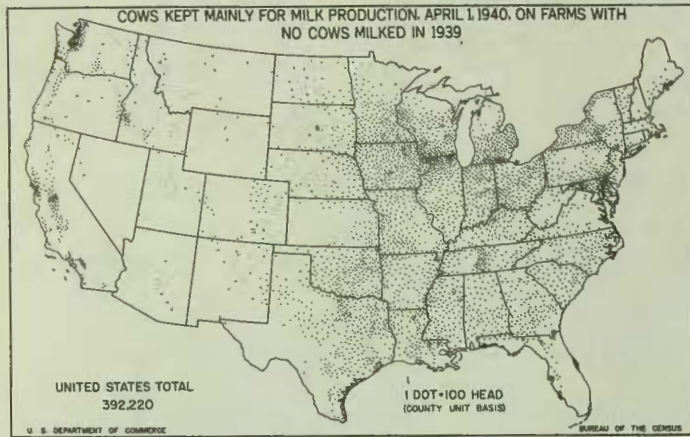 COWS KEPT MAINLY FOR MILK PRODUCTION, APRIL 1, 1940, ON FARMS WITH
NO COWS MILKED IN 1939
UNITED STATES TOTAL
392,220
1 DOT=100 HEAD
(COUNTY UNIT BASIS)
U. S. DEPARTMENT OF COMMERCE
BUREAU OF THE CENSUS